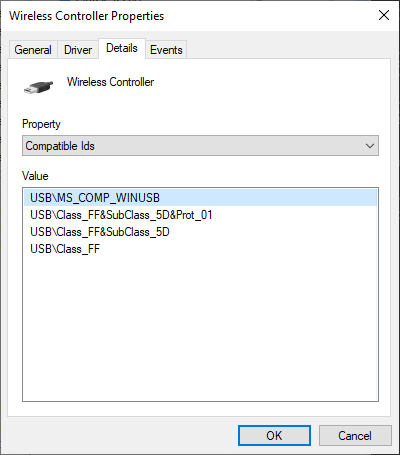 Wireless Controller Properties
General
Driver
Details
Events
Wireless Controller
Property
Compatible Ids
Value
USB\MS_COMP_WINUSB
USB\Class_FF&SubClass_5D&Prot_01
USB\Class_FF&SubClass_5D
USB\Class_FF
OK
Cancel